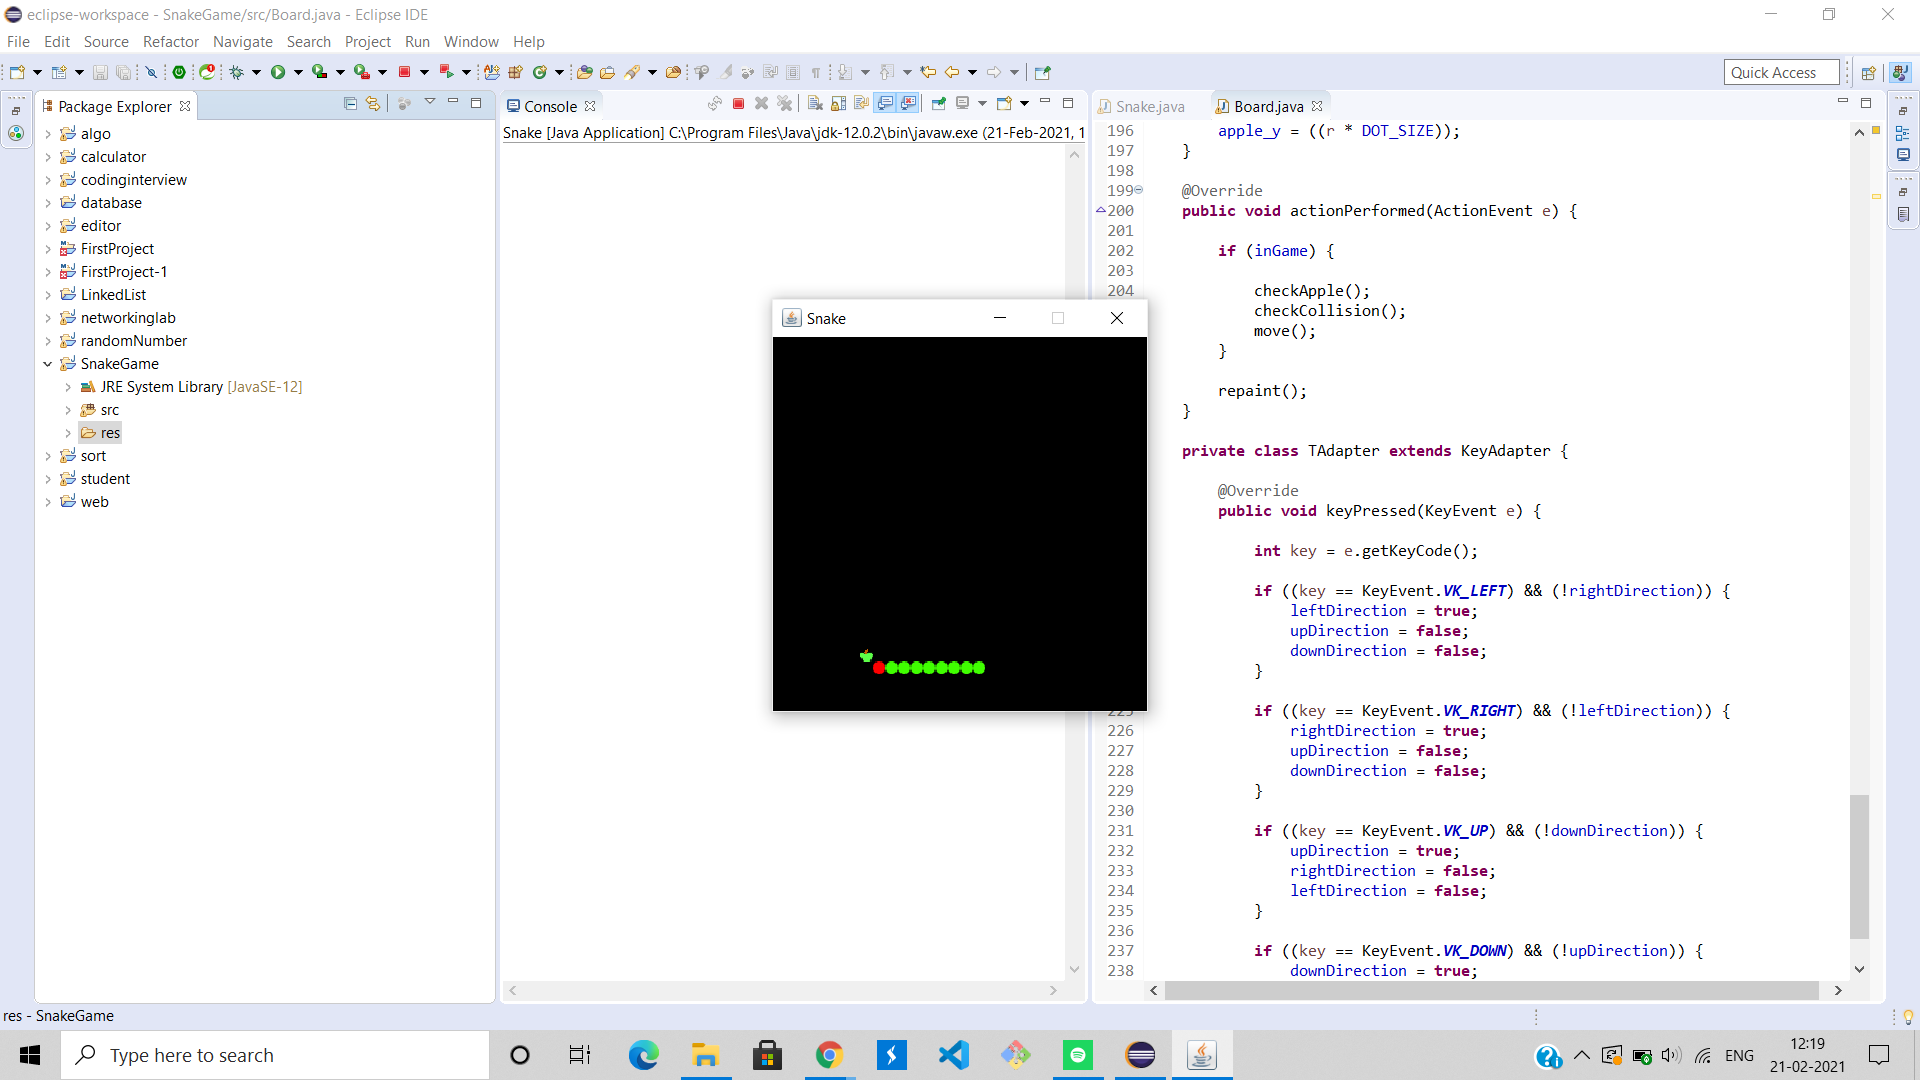 eclipse-workspace - SnakeGame/src/Board.java - Eclipse IDE
File Edit Source Refactor Navigate Search Project Run Window Help
Quick Access
Package Explorer
algo
calculator
codinginterview
database
editor
FirstProject
FirstProject-1
LinkedList
networkinglab
randomNumber
SnakeGame
JRE System Library [JavaSE-12]
src
res
sort
student
web
Console
Snake [Java Application] C:\Program Files\Java\jdk-12.0.2\bin\javaw.exe (21-Feb-2021, 1
Snake
Snake.java Board.java
196 apple_y = ((r * DOT_SIZE));
197 }
198
199 @Override
200 public void actionPerformed(ActionEvent e) {
201
202 if (inGame) {
203
204 checkApple();
checkCollision();
move();
}
repaint();
}
private class TAdapter extends KeyAdapter {
@Override
public void keyPressed(KeyEvent e) {
int key = e.getKeyCode();
if ((key == KeyEvent.VK_LEFT) && (!rightDirection)) {
leftDirection = true;
upDirection = false;
downDirection = false;
}
225 if ((key == KeyEvent.VK_RIGHT) && (!leftDirection)) {
226 rightDirection = true;
227 upDirection = false;
228 downDirection = false;
229 }
230
231 if ((key == KeyEvent.VK_UP) && (!downDirection)) {
232 upDirection = true;
233 rightDirection = false;
234 leftDirection = false;
235 }
236
237 if ((key == KeyEvent.VK_DOWN) && (!upDirection)) {
238 downDirection = true;
res - SnakeGame
Type here to search
ENG
12:19
21-02-2021